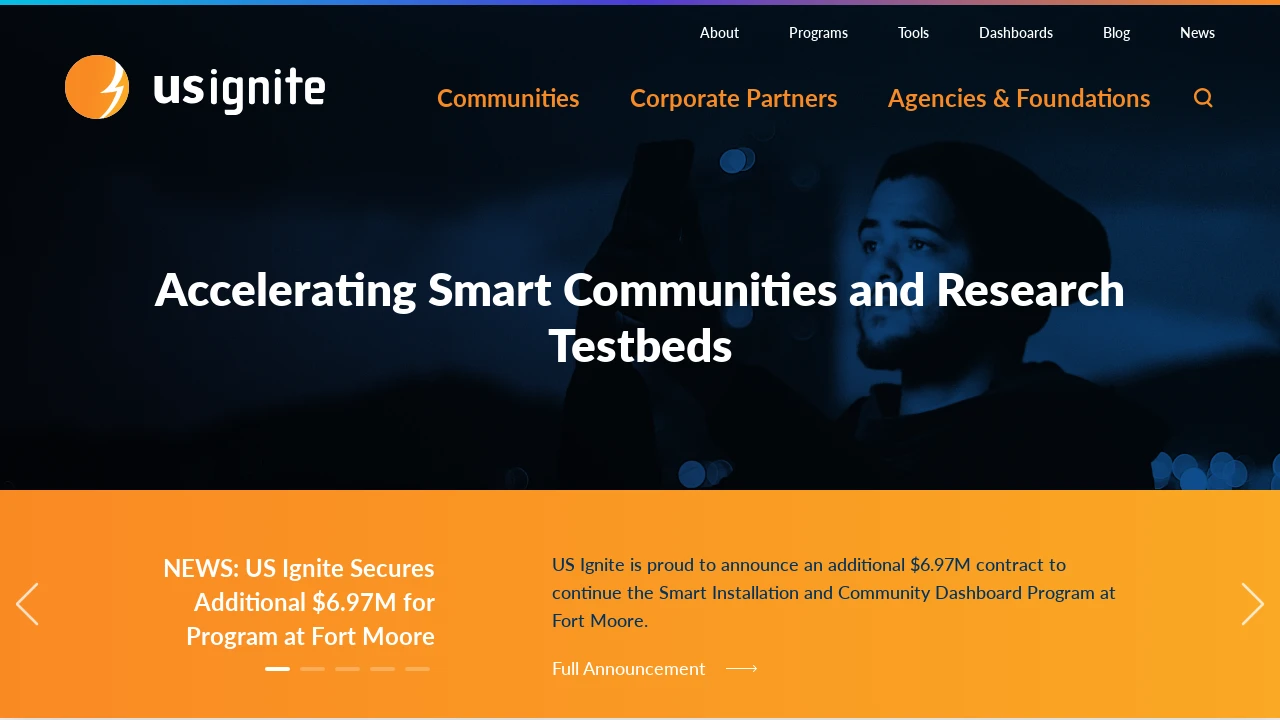 About
Programs
Tools
Dashboards
Blog
News
usignite
Communities
Corporate Partners
Agencies & Foundations
Accelerating Smart Communities and Research
Testbeds
NEWS: US Ignite Secures
Additional $6.97M for
Program at Fort Moore
US Ignite is proud to announce an additional $6.97M contract to
continue the Smart Installation and Community Dashboard Program at
Fort Moore.
Full Announcement